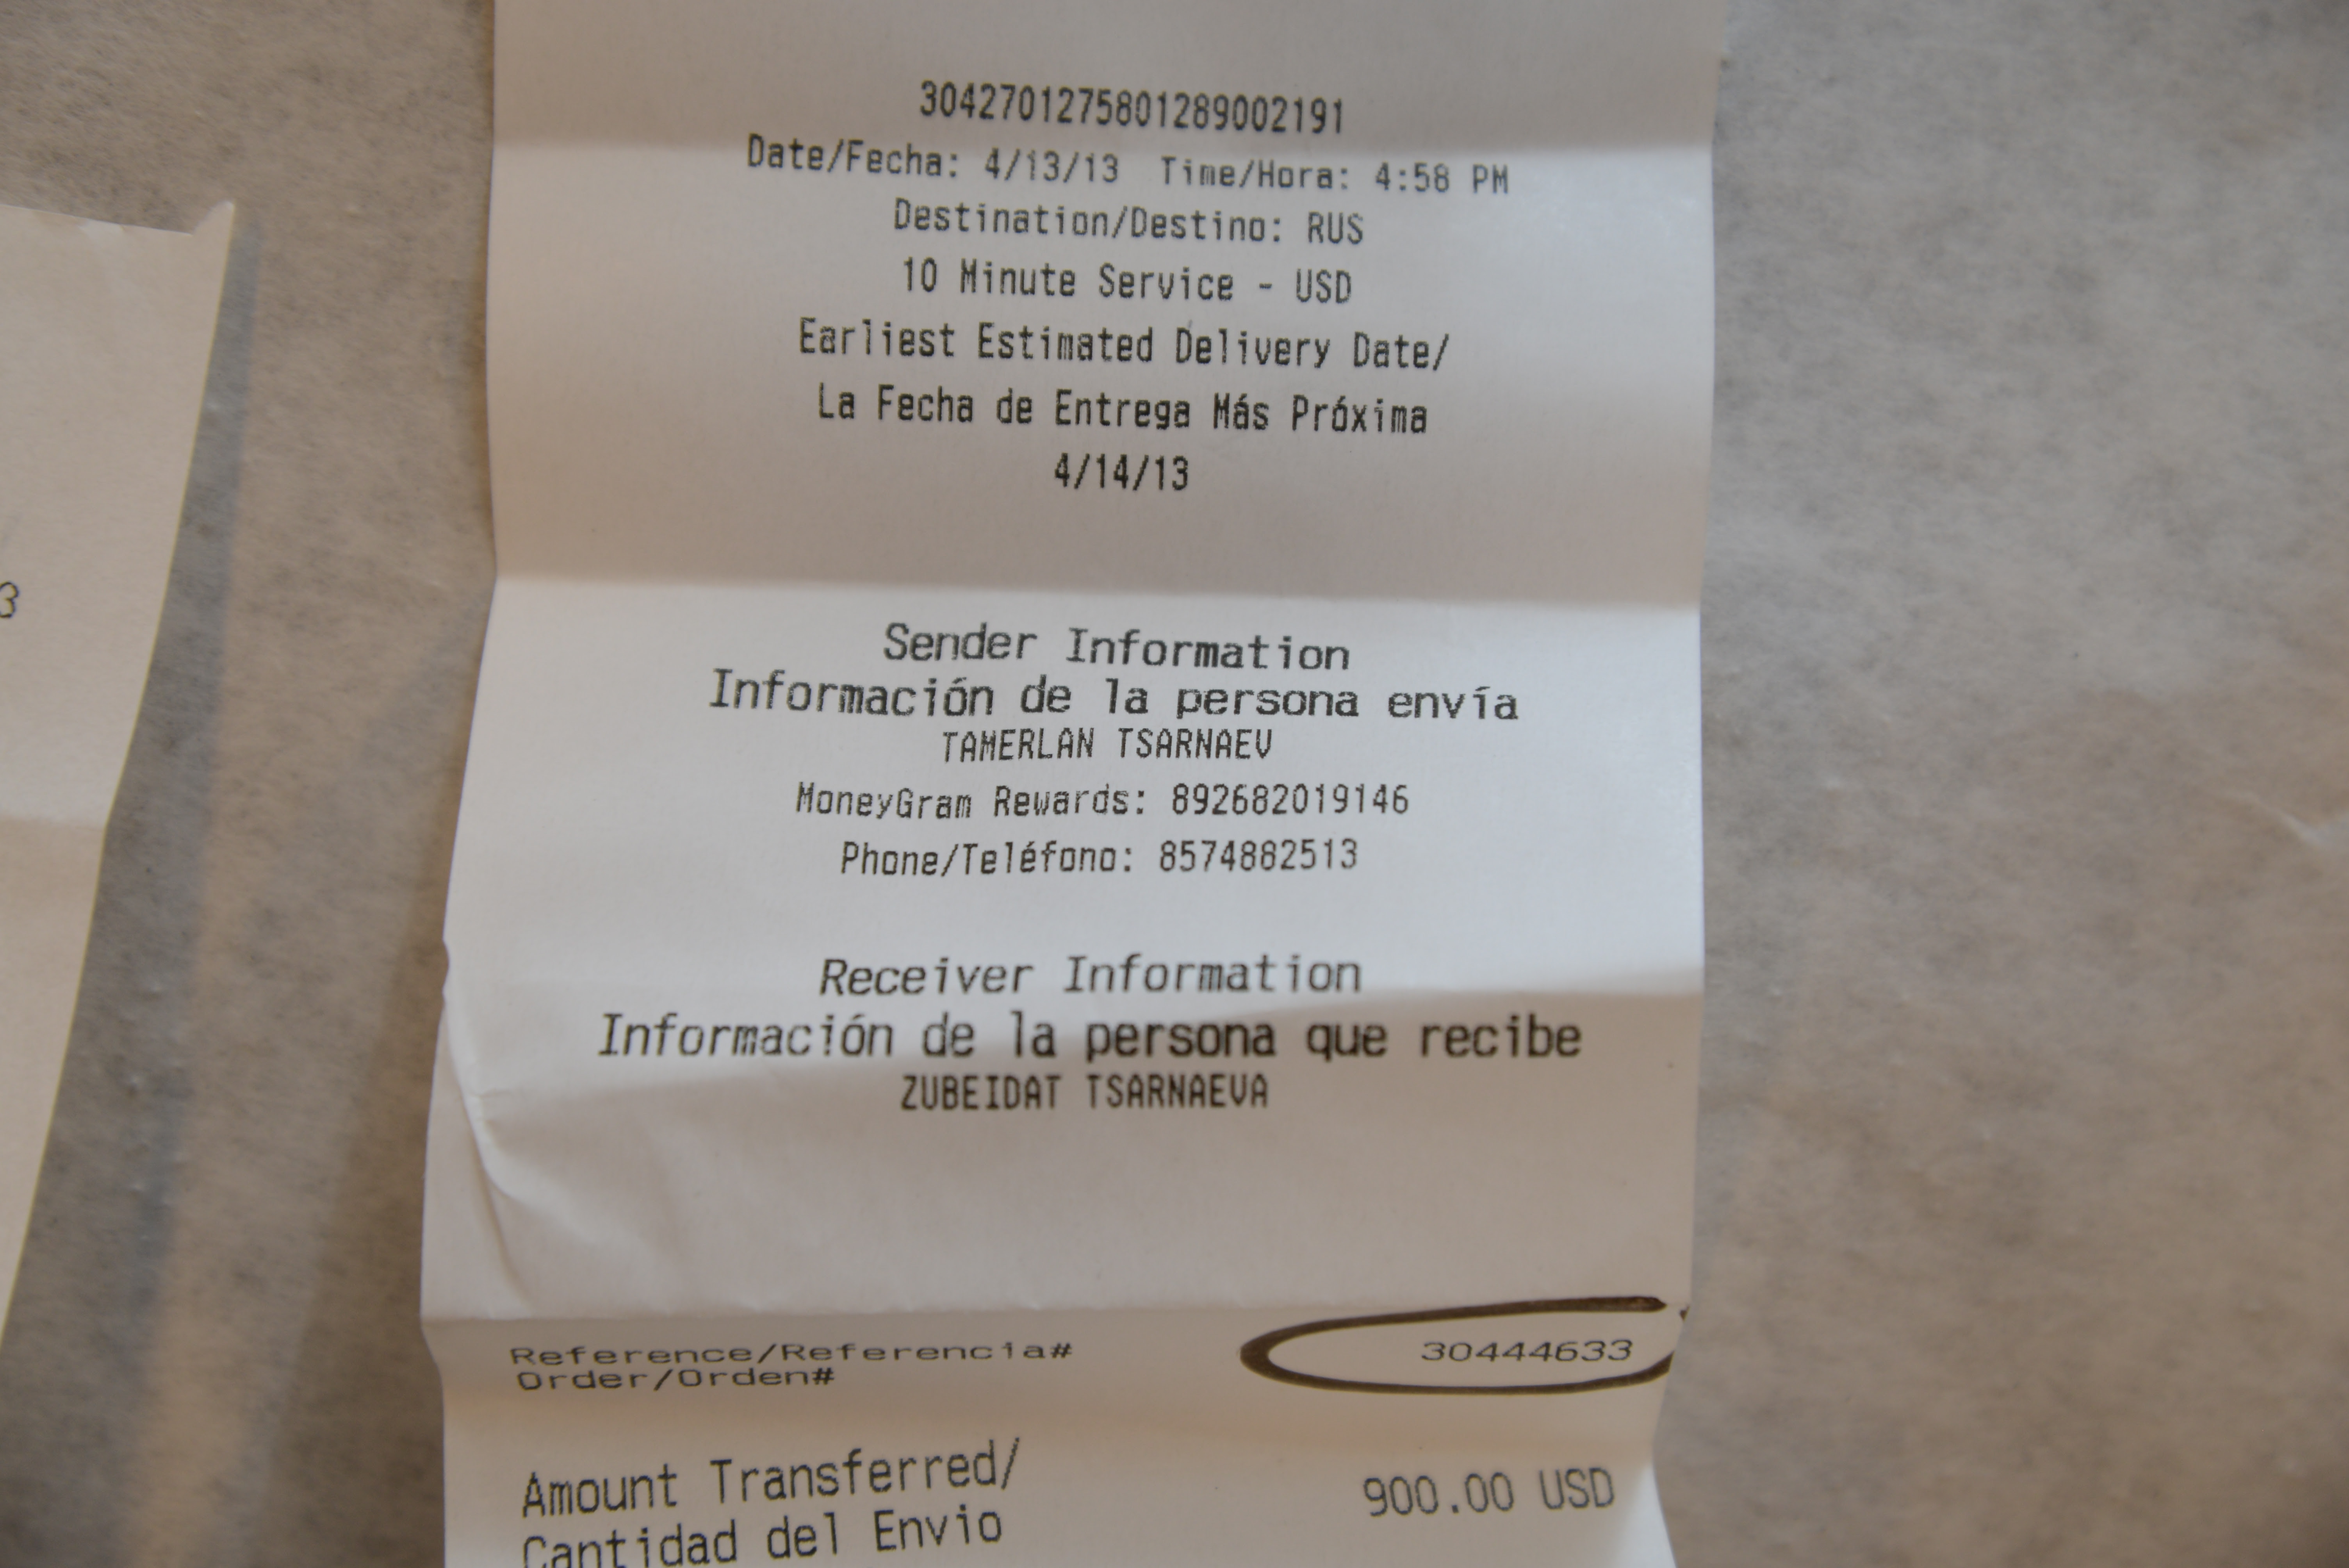 3042701275801289002191
Date/Fecha: 4/13/13 Time/Hora: 4:58 PM
Destination/Destino: RUS
10 Minute Service - USD
Earliest Estimated Delivery Date/
La Fecha de Entrega Más Próxima
4/14/13
3
Sender Information
Información de la persona envía
TAMERLAN TSARNAEV
MoneyGram Rewards: 892682019146
Phone/Teléfono: 8574882513
Receiver Information
Información de la persona que recibe
ZUBEIDAT TSARNAEVA
Reference/Referencia# 30444633
Order/Orden#
Amount Transferred/ 900.00 USD
Cantidad del Envio